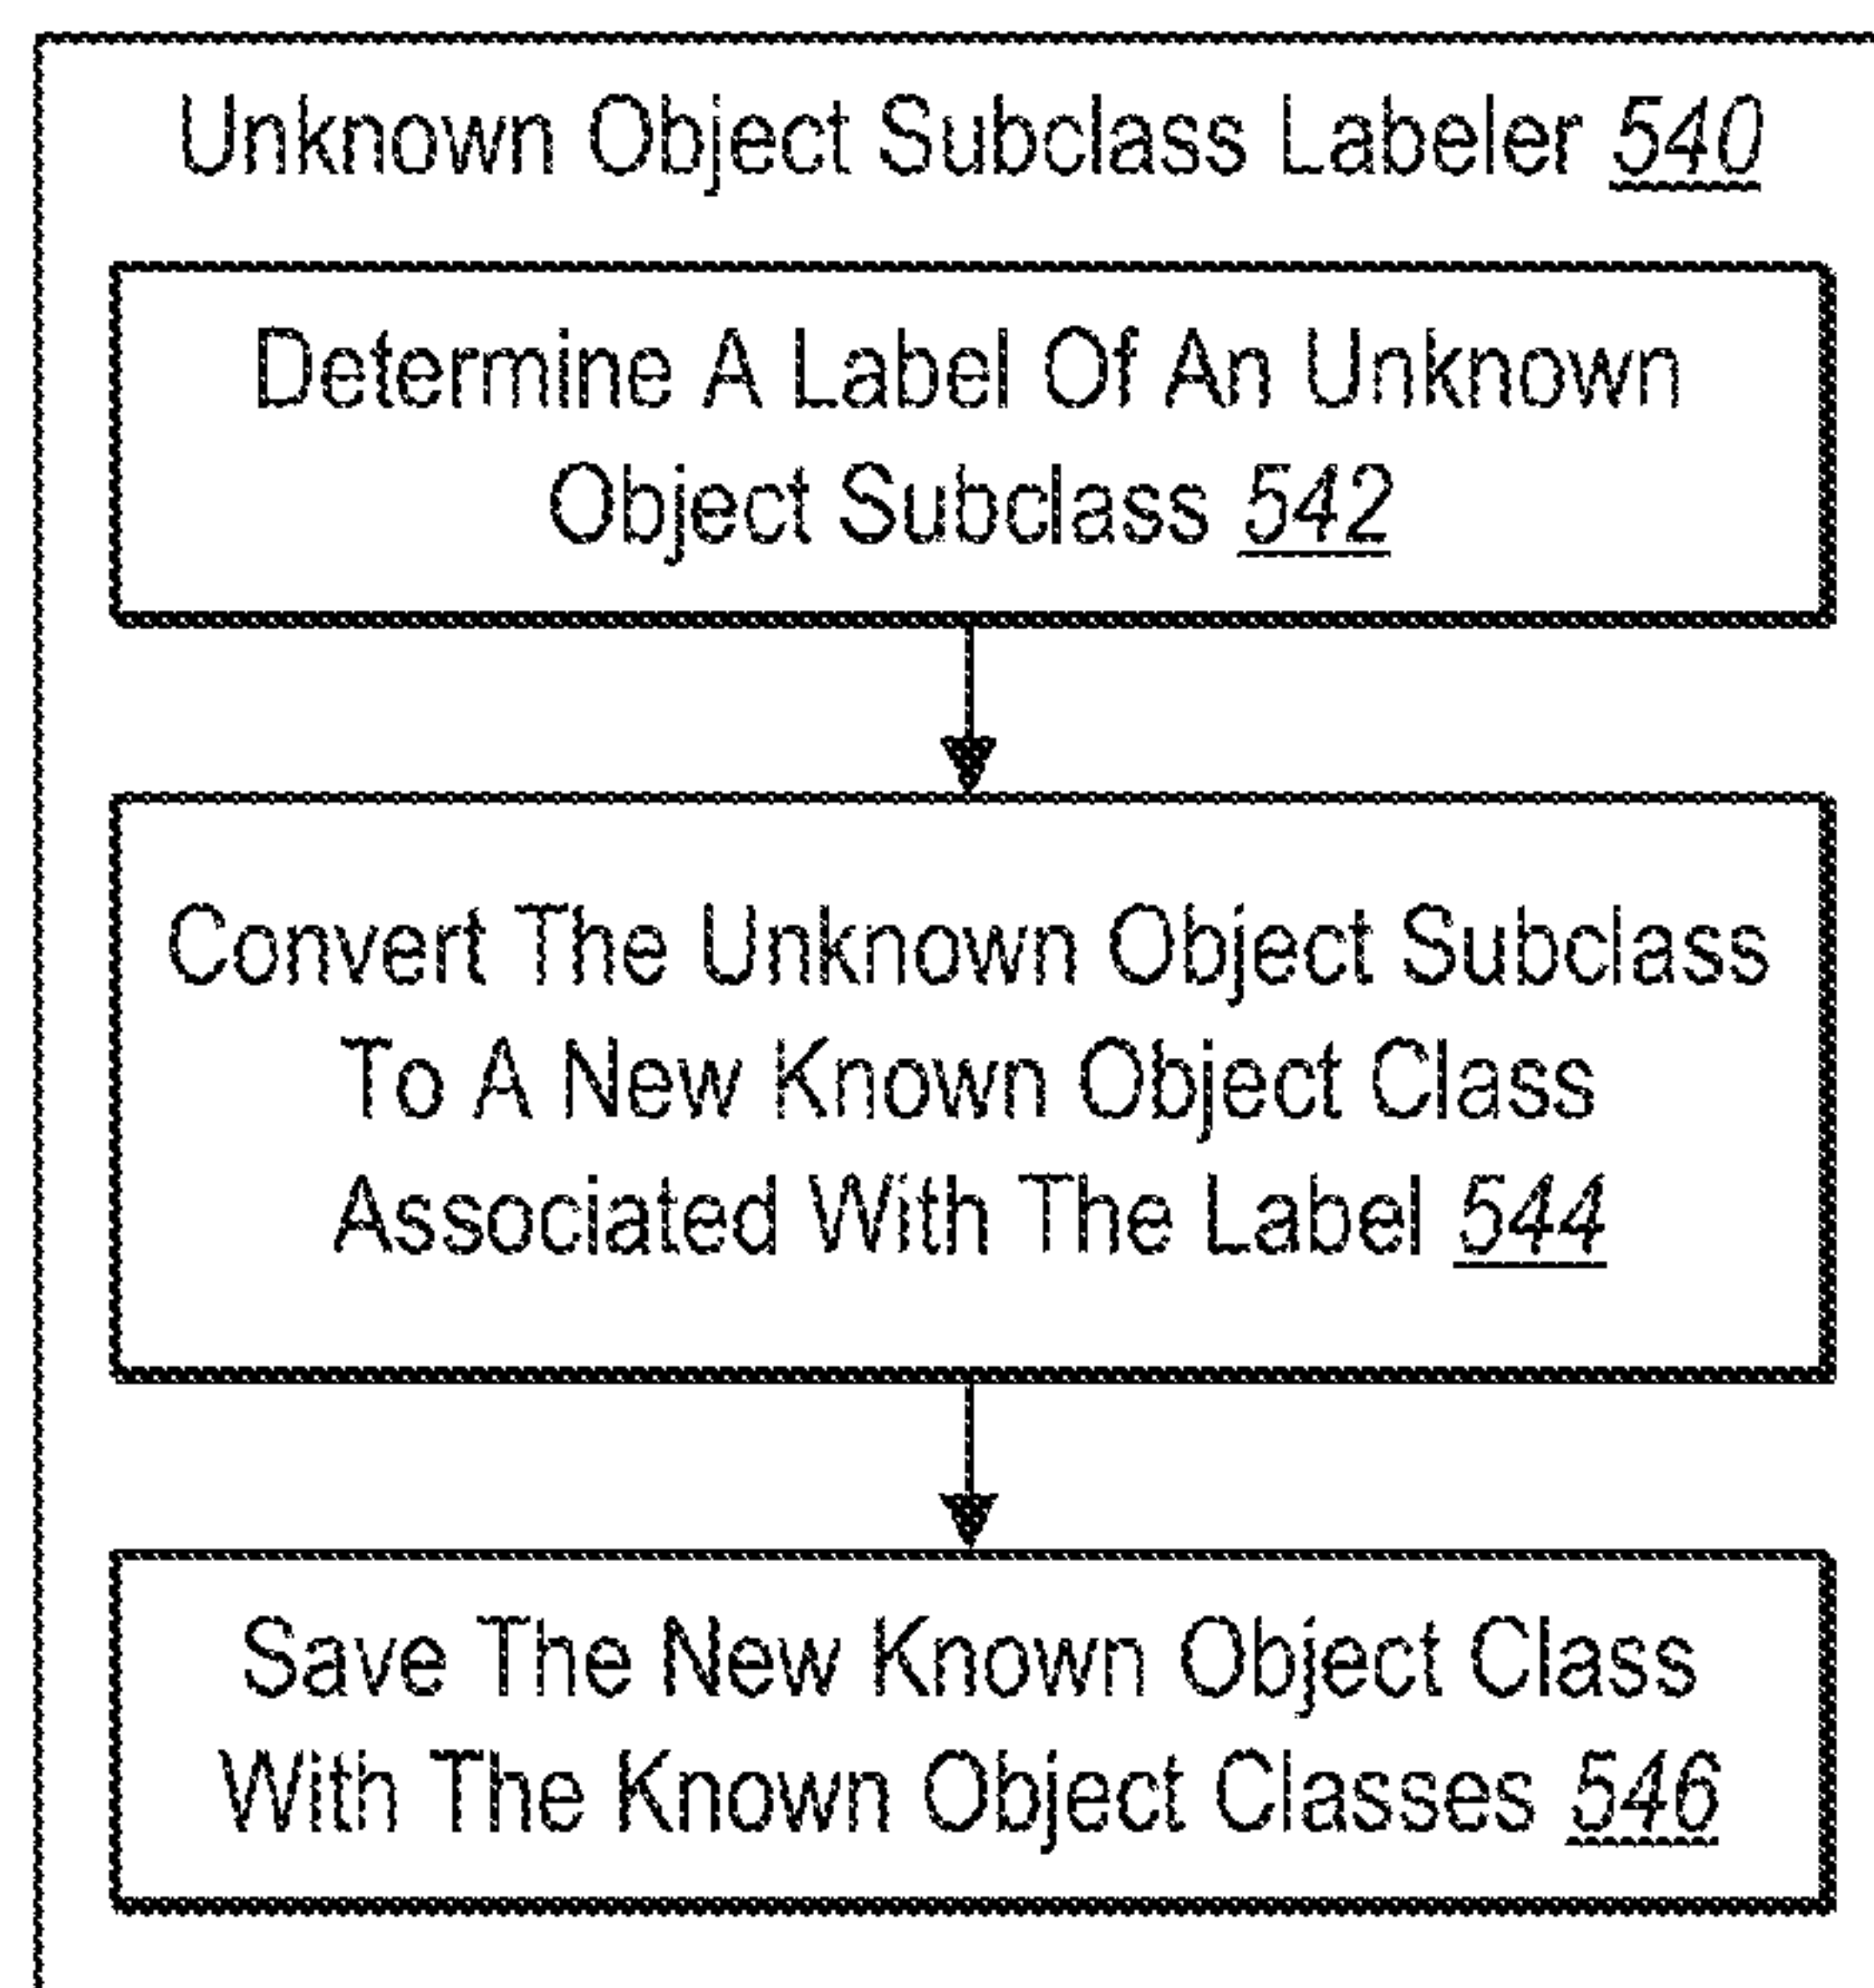 Unknown Object Subclass Labeler 540
Determine A Label Of An Unknown
Object Subclass 542
Convert The Unknown Object Subclass
To A New Known Object Class
Associated With The Label 544
Save The New Known Object Class
With The Known Object Classes 546